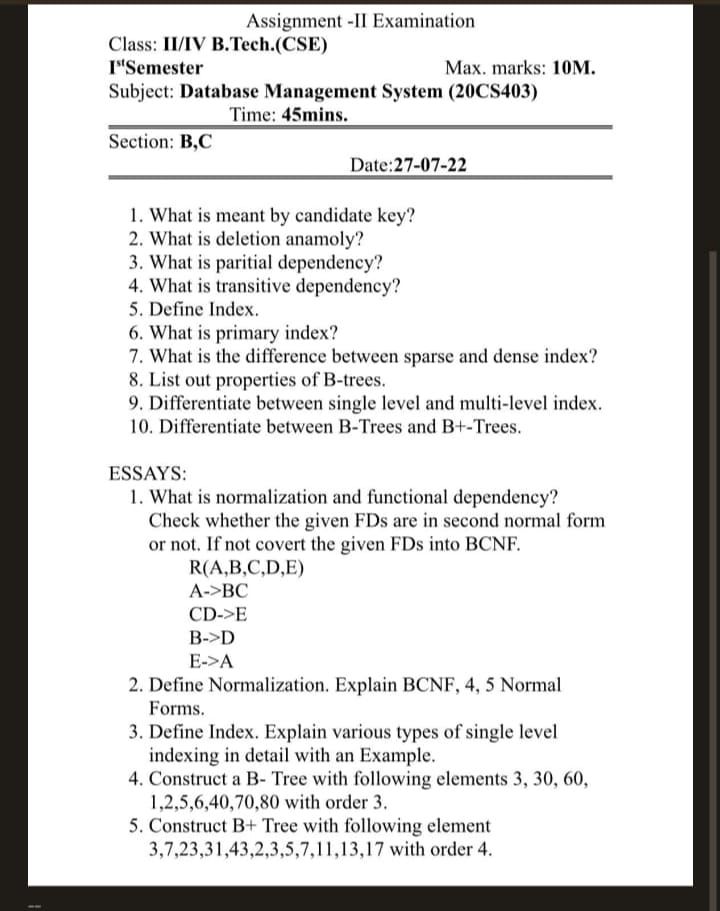 Assignment -II Examination
Class: II/IV B.Tech.(CSE)
IstSemester Max. marks: 10M.
Subject: Database Management System (20CS403)
Time: 45mins.
Section: B,C
Date:27-07-22
1. What is meant by candidate key?
2. What is deletion anamoly?
3. What is paritial dependency?
4. What is transitive dependency?
5. Define Index.
6. What is primary index?
7. What is the difference between sparse and dense index?
8. List out properties of B-trees.
9. Differentiate between single level and multi-level index.
10. Differentiate between B-Trees and B+-Trees.
ESSAYS:
1. What is normalization and functional dependency?
Check whether the given FDs are in second normal form
or not. If not covert the given FDs into BCNF.
R(A,B,C,D,E)
A->BC
CD->E
B->D
E->A
2. Define Normalization. Explain BCNF, 4, 5 Normal
Forms.
3. Define Index. Explain various types of single level
indexing in detail with an Example.
4. Construct a B- Tree with following elements 3, 30, 60,
1,2,5,6,40,70,80 with order 3.
5. Construct B+ Tree with following element
3,7,23,31,43,2,3,5,7,11,13,17 with order 4.